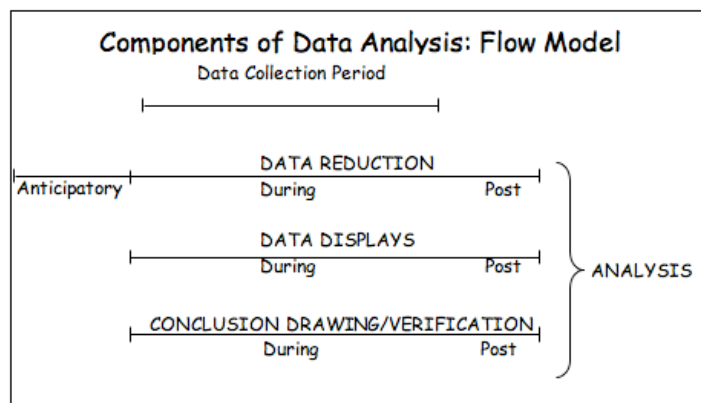 Components of Data Analysis: Flow Model
Data Collection Period
DATA REDUCTION
Anticipatory During Post
DATA DISPLAYS
During Post
ANALYSIS
CONCLUSION DRAWING/VERIFICATION
During Post